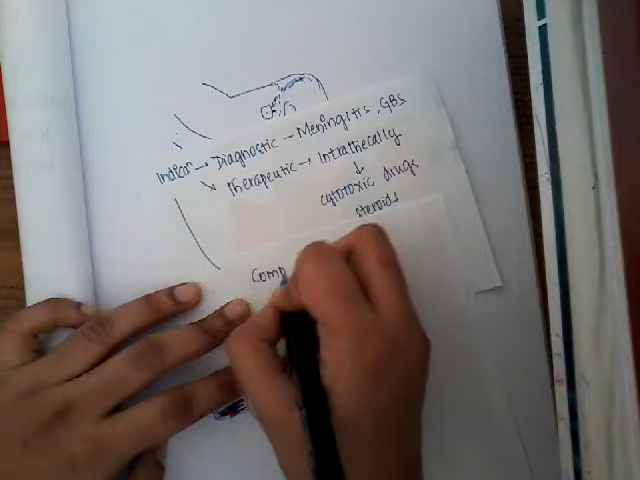 Indicaⁿ → Diagnostic → Meningitis, GBS
↘ Therapeutic → Intrathecally
↓
cytotoxic drugs
steroids
Comp